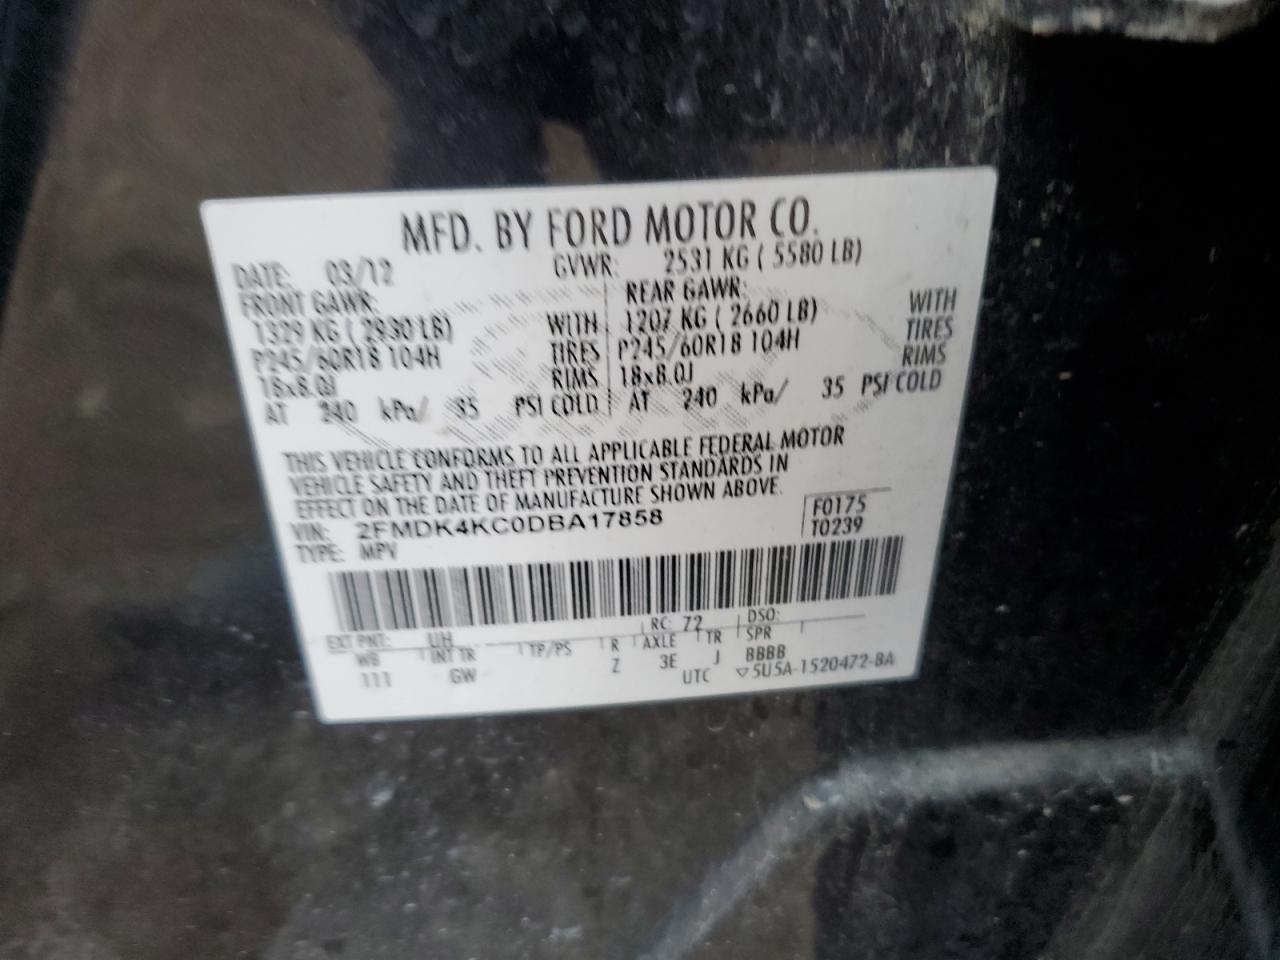 MFD. BY FORD MOTOR CO.
DATE: 03/12 GVWR: 2531 KG ( 5580 LB)
FRONT GAWR: REAR GAWR:
1329 KG ( 2930 LB) WITH 1207 KG ( 2660 LB) WITH
P245/60R18 104H TIRES P245/60R18 104H TIRES
18x8.0J RIMS 18x8.0J RIMS
AT 240 kPa/ 35 PSI COLD AT 240 kPa/ 35 PSI COLD
THIS VEHICLE CONFORMS TO ALL APPLICABLE FEDERAL MOTOR
VEHICLE SAFETY AND THEFT PREVENTION STANDARDS IN
EFFECT ON THE DATE OF MANUFACTURE SHOWN ABOVE.
VIN: 2FMDK4KC0DBA17858 F0175
TYPE: MPV T0239
EXT PNT: UH RC: 72 DSO:
WB INT TR TP/PS R AXLE TR SPR
111 GW Z 3E J BBBB
UTC ▽5U5A-1520472-BA